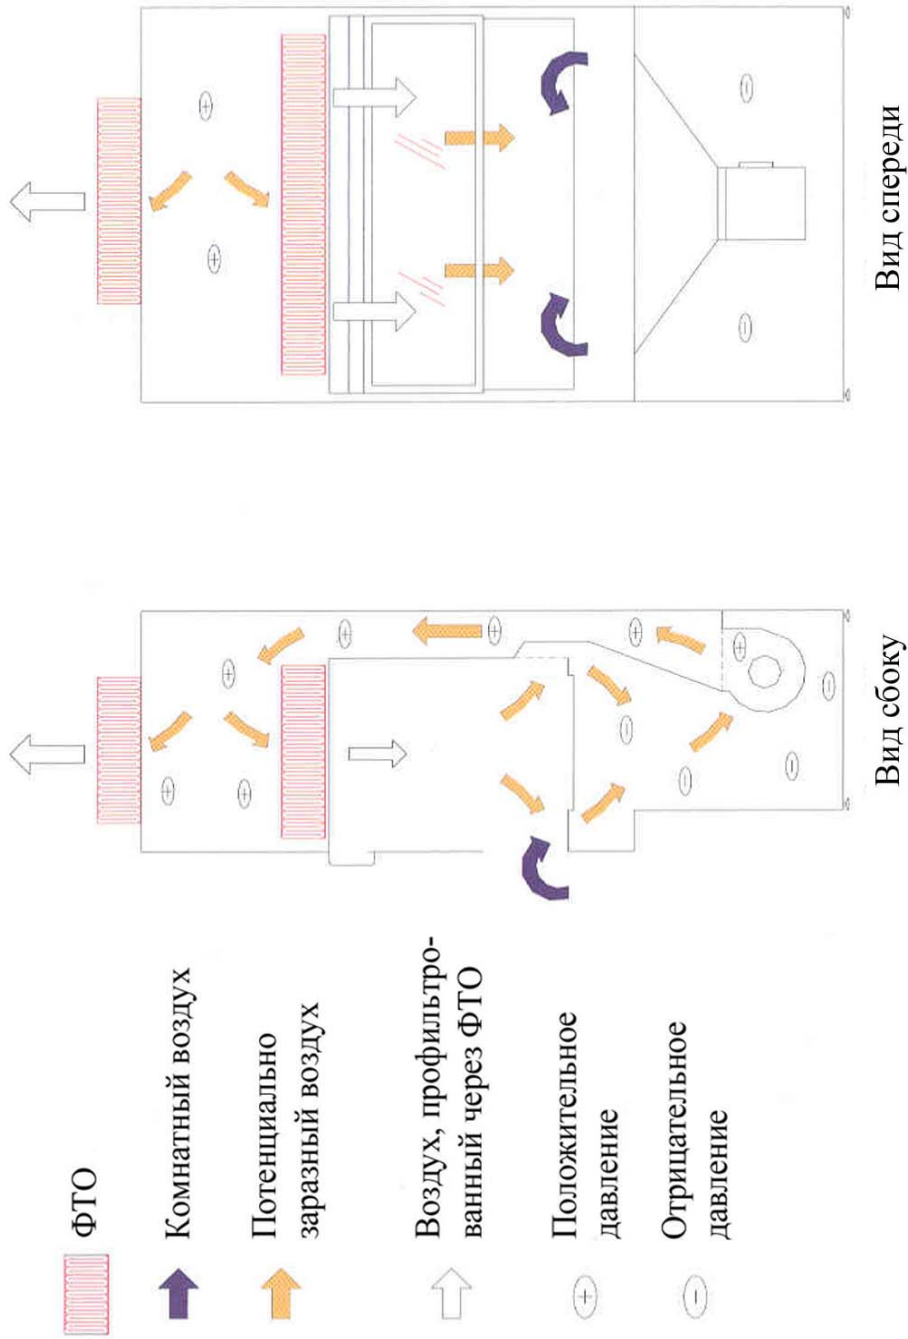 ФТО
Комнатный воздух
Потенциально
заразный воздух
Воздух, профильтро-
ванный через ФТО
Положительное
давление
Отрицательное
давление
Вид сбоку
Вид спереди